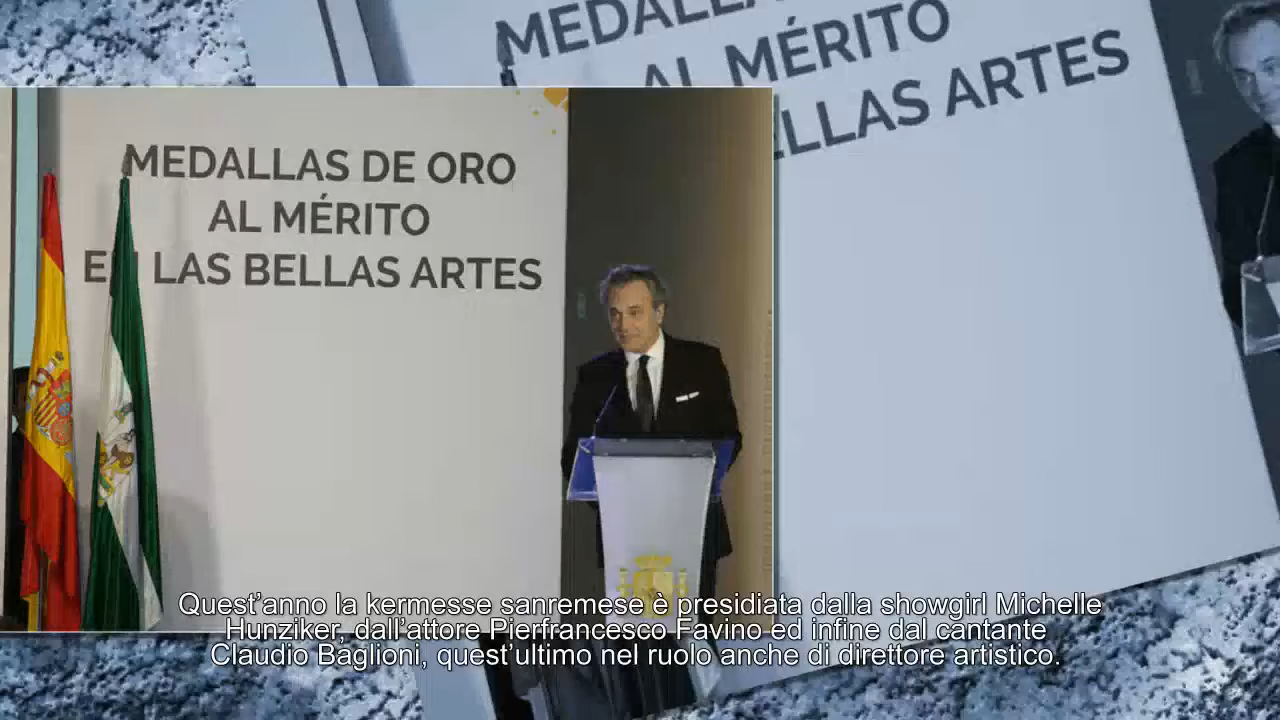 MEDALLAS
AL MÉRITO
BELLAS ARTES
MEDALLAS DE ORO
AL MÉRITO
EN LAS BELLAS ARTES
Quest'anno la kermesse sanremese è presidiata dalla showgirl Michelle
Hunziker, dall'attore Pierfrancesco Favino ed infine dal cantante
Claudio Baglioni, quest'ultimo nel ruolo anche di direttore artistico.